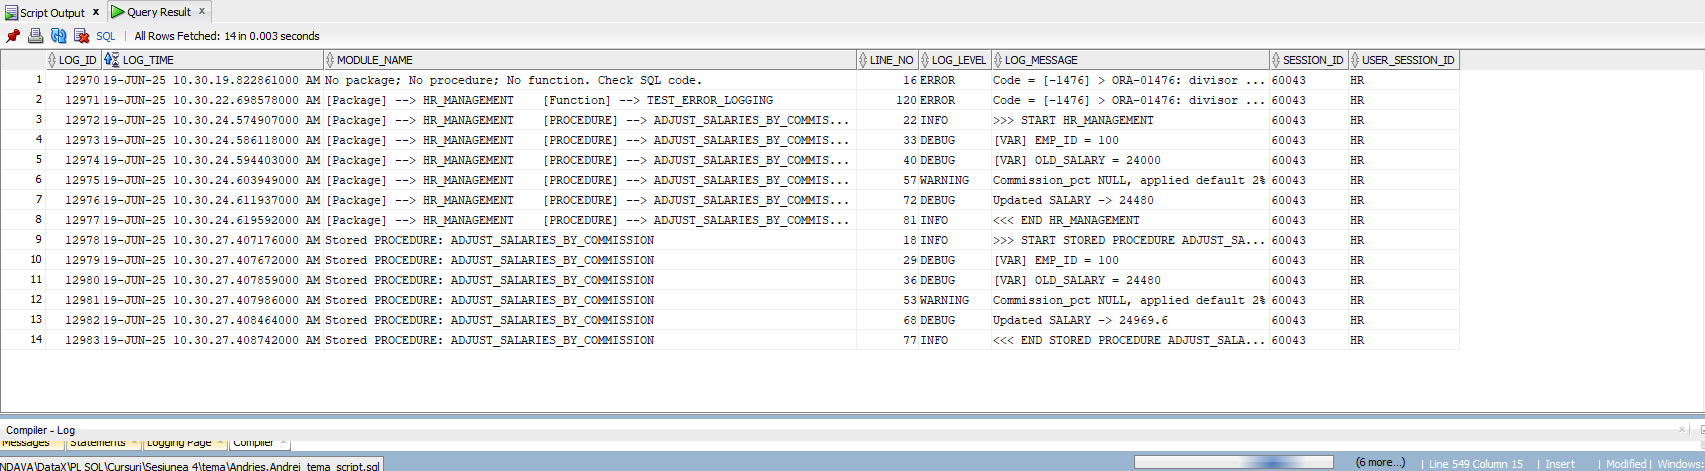 Script Output x Query Result x
SQL | All Rows Fetched: 14 in 0.003 seconds
LOG_ID LOG_TIME MODULE_NAME LINE_NO LOG_LEVEL LOG_MESSAGE SESSION_ID USER_SESSION_ID
1 12970 19-JUN-25 10.30.19.822861000 AM No package; No procedure; No function. Check SQL code. 16 ERROR Code = [-1476] > ORA-01476: divisor ... 60043 HR
2 12971 19-JUN-25 10.30.22.698578000 AM [Package] --> HR_MANAGEMENT [Function] --> TEST_ERROR_LOGGING 120 ERROR Code = [-1476] > ORA-01476: divisor ... 60043 HR
3 12972 19-JUN-25 10.30.24.574907000 AM [Package] --> HR_MANAGEMENT [PROCEDURE] --> ADJUST_SALARIES_BY_COMMIS... 22 INFO >>> START HR_MANAGEMENT 60043 HR
4 12973 19-JUN-25 10.30.24.586118000 AM [Package] --> HR_MANAGEMENT [PROCEDURE] --> ADJUST_SALARIES_BY_COMMIS... 33 DEBUG [VAR] EMP_ID = 100 60043 HR
5 12974 19-JUN-25 10.30.24.594403000 AM [Package] --> HR_MANAGEMENT [PROCEDURE] --> ADJUST_SALARIES_BY_COMMIS... 40 DEBUG [VAR] OLD_SALARY = 24000 60043 HR
6 12975 19-JUN-25 10.30.24.603949000 AM [Package] --> HR_MANAGEMENT [PROCEDURE] --> ADJUST_SALARIES_BY_COMMIS... 57 WARNING Commission_pct NULL, applied default 2% 60043 HR
7 12976 19-JUN-25 10.30.24.611937000 AM [Package] --> HR_MANAGEMENT [PROCEDURE] --> ADJUST_SALARIES_BY_COMMIS... 72 DEBUG Updated SALARY -> 24480 60043 HR
8 12977 19-JUN-25 10.30.24.619592000 AM [Package] --> HR_MANAGEMENT [PROCEDURE] --> ADJUST_SALARIES_BY_COMMIS... 81 INFO <<< END HR_MANAGEMENT 60043 HR
9 12978 19-JUN-25 10.30.27.407176000 AM Stored PROCEDURE: ADJUST_SALARIES_BY_COMMISSION 18 INFO >>> START STORED PROCEDURE ADJUST_SA... 60043 HR
10 12979 19-JUN-25 10.30.27.407672000 AM Stored PROCEDURE: ADJUST_SALARIES_BY_COMMISSION 29 DEBUG [VAR] EMP_ID = 100 60043 HR
11 12980 19-JUN-25 10.30.27.407859000 AM Stored PROCEDURE: ADJUST_SALARIES_BY_COMMISSION 36 DEBUG [VAR] OLD_SALARY = 24480 60043 HR
12 12981 19-JUN-25 10.30.27.407986000 AM Stored PROCEDURE: ADJUST_SALARIES_BY_COMMISSION 53 WARNING Commission_pct NULL, applied default 2% 60043 HR
13 12982 19-JUN-25 10.30.27.408464000 AM Stored PROCEDURE: ADJUST_SALARIES_BY_COMMISSION 68 DEBUG Updated SALARY -> 24969.6 60043 HR
14 12983 19-JUN-25 10.30.27.408742000 AM Stored PROCEDURE: ADJUST_SALARIES_BY_COMMISSION 77 INFO <<< END STORED PROCEDURE ADJUST_SALA... 60043 HR
Compiler - Log
Messages Statements Logging Page Compiler
NDAVA\DataX\PL SQL\Cursuri\Sesiunea 4\tema\Andries.Andrei_tema_script.sql (6 more...) | Line 549 Column 15 | Insert | Modified | Windows: